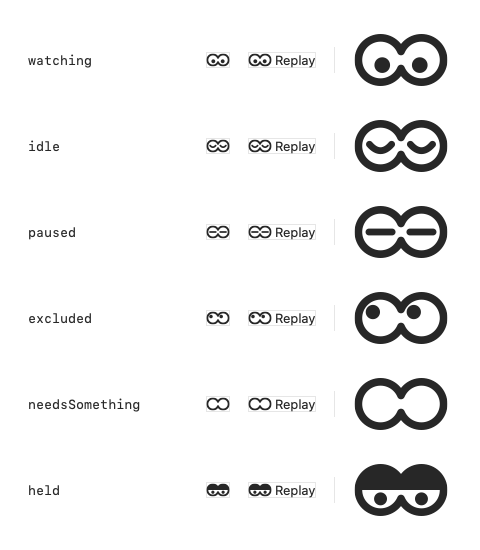 watching Replay
idle Replay
paused Replay
excluded Replay
needsSomething Replay
held Replay